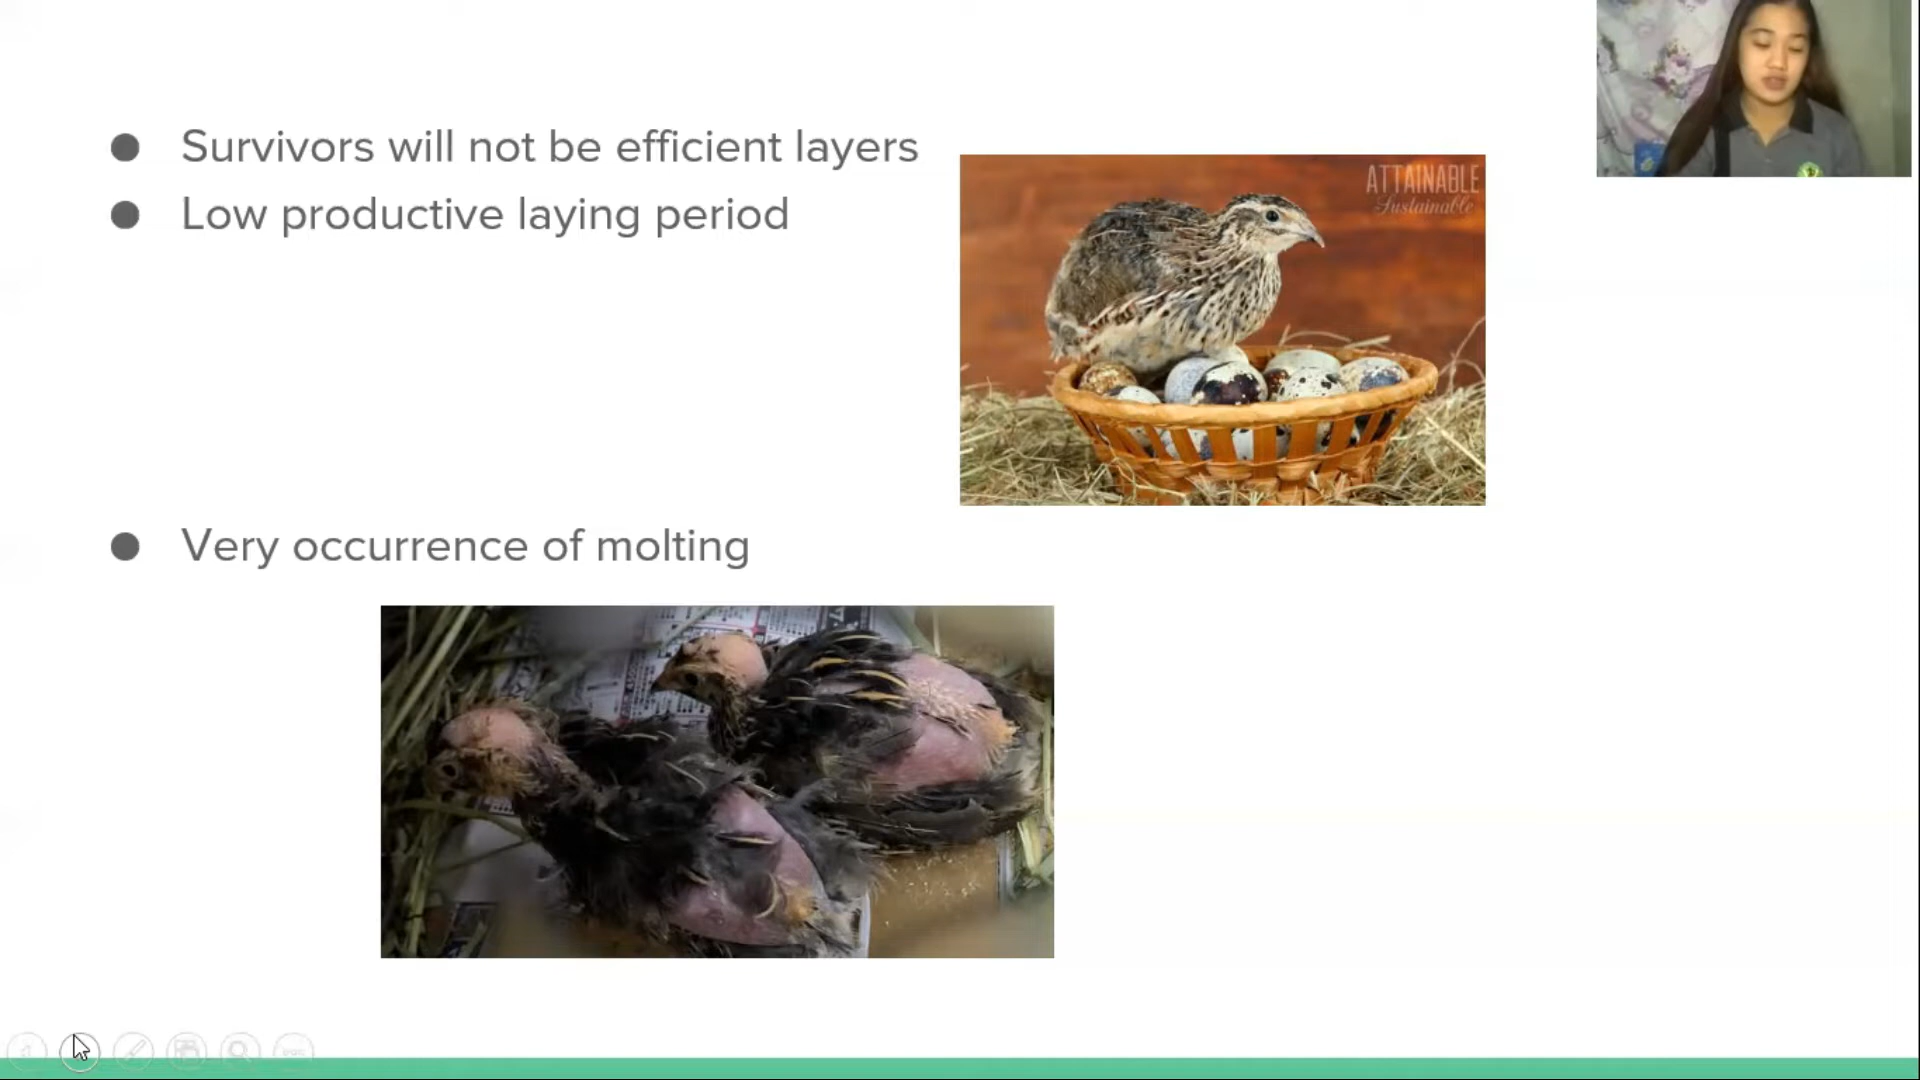 ● Survivors will not be efficient layers
● Low productive laying period
ATTAINABLE
Sustainable
● Very occurrence of molting